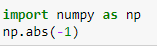 import numpy as np
np.abs(-1)